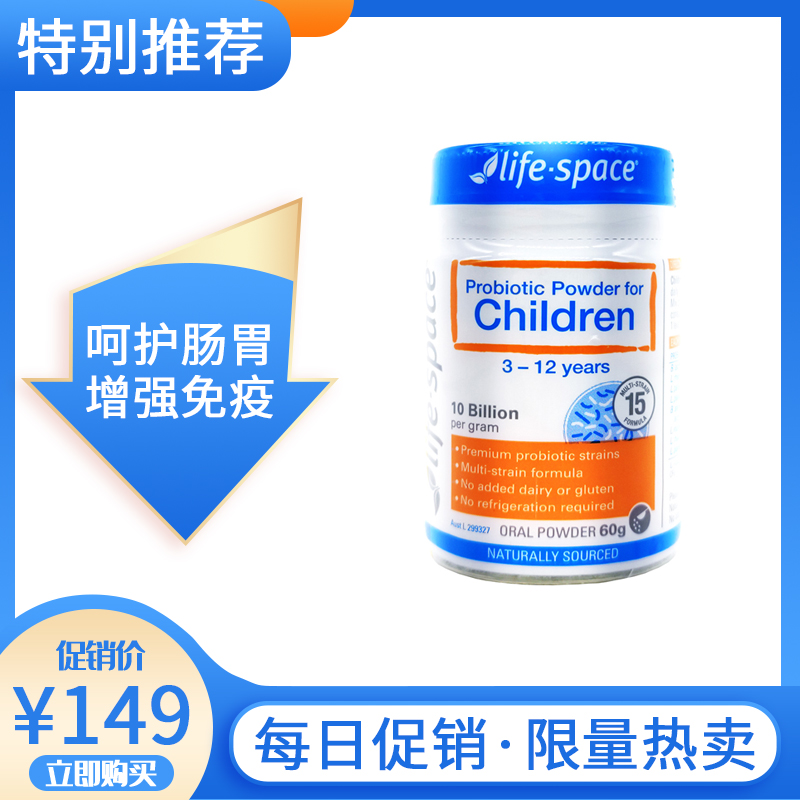 特别推荐
life·space
Probiotic Powder for
Children
3 – 12 years
呵护肠胃
增强免疫
life·space
10 Billion
per gram
MULTI-STRAIN
15
FORMULA
• Premium probiotic strains
• Multi-strain formula
• No added dairy or gluten
• No refrigeration required
Aust L 299327
ORAL POWDER 60g
NATURALLY SOURCED
促销价
¥149
立即购买
每日促销·限量热卖